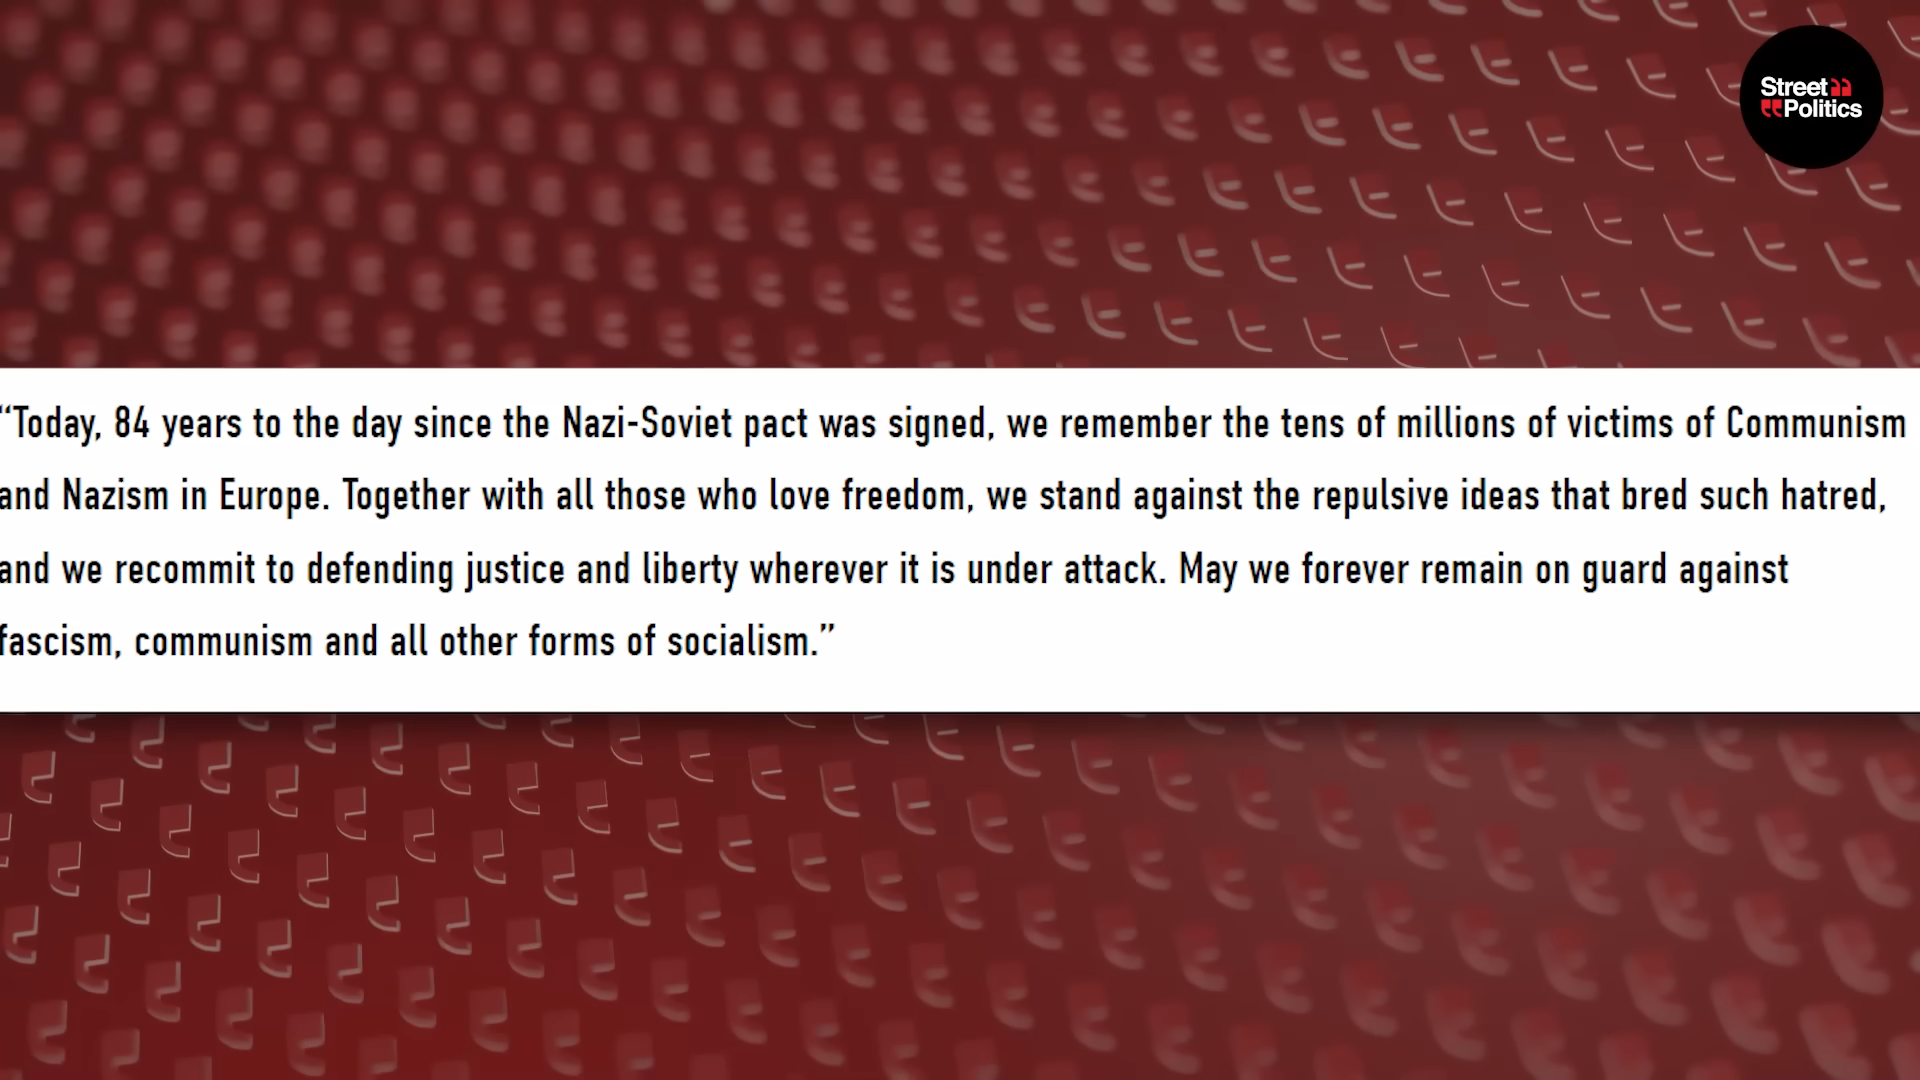 Street
Politics
“Today, 84 years to the day since the Nazi-Soviet pact was signed, we remember the tens of millions of victims of Communism
and Nazism in Europe. Together with all those who love freedom, we stand against the repulsive ideas that bred such hatred,
and we recommit to defending justice and liberty wherever it is under attack. May we forever remain on guard against
fascism, communism and all other forms of socialism.”